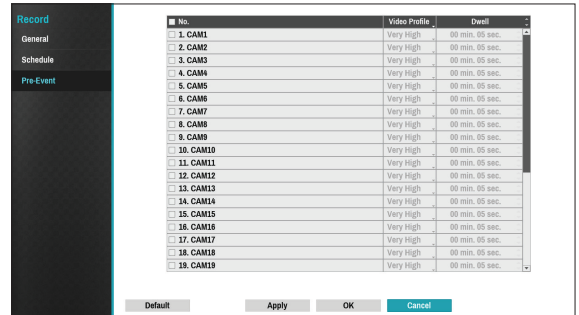 Record
General
Schedule
Pre-Event
No. Video Profile Dwell
1. CAM1 Very High 00 min. 05 sec.
2. CAM2 Very High 00 min. 05 sec.
3. CAM3 Very High 00 min. 05 sec.
4. CAM4 Very High 00 min. 05 sec.
5. CAM5 Very High 00 min. 05 sec.
6. CAM6 Very High 00 min. 05 sec.
7. CAM7 Very High 00 min. 05 sec.
8. CAM8 Very High 00 min. 05 sec.
9. CAM9 Very High 00 min. 05 sec.
10. CAM10 Very High 00 min. 05 sec.
11. CAM11 Very High 00 min. 05 sec.
12. CAM12 Very High 00 min. 05 sec.
13. CAM13 Very High 00 min. 05 sec.
14. CAM14 Very High 00 min. 05 sec.
15. CAM15 Very High 00 min. 05 sec.
16. CAM16 Very High 00 min. 05 sec.
17. CAM17 Very High 00 min. 05 sec.
18. CAM18 Very High 00 min. 05 sec.
19. CAM19 Very High 00 min. 05 sec.
Default Apply OK Cancel